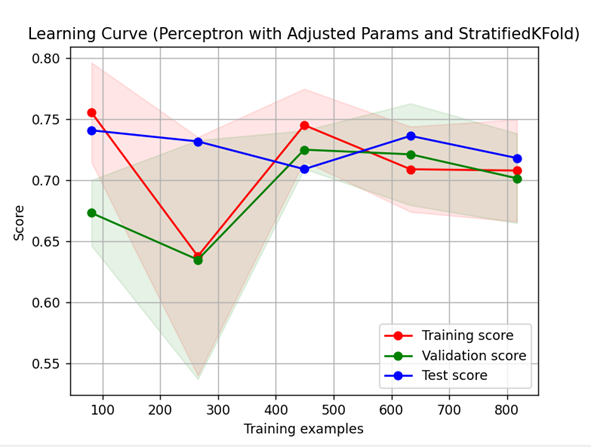 Learning Curve (Perceptron with Adjusted Params and StratifiedKFold)
0.80
0.75
0.70
0.65
0.60
0.55
Score
Training score
Validation score
Test score
100 200 300 400 500 600 700 800
Training examples